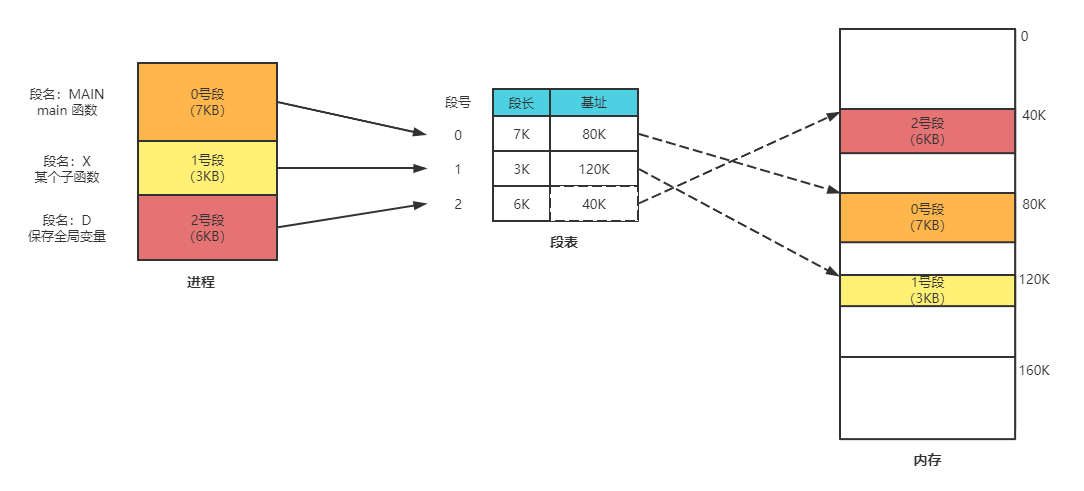 段名：MAIN
main 函数
0号段
(7KB)
段名：X
某个子函数
1号段
(3KB)
段名：D
保存全局变量
2号段
(6KB)
进程
段号
段长 基址
0 7K 80K
1 3K 120K
2 6K 40K
段表
0
40K
2号段
(6KB)
80K
0号段
(7KB)
120K
1号段
(3KB)
160K
内存